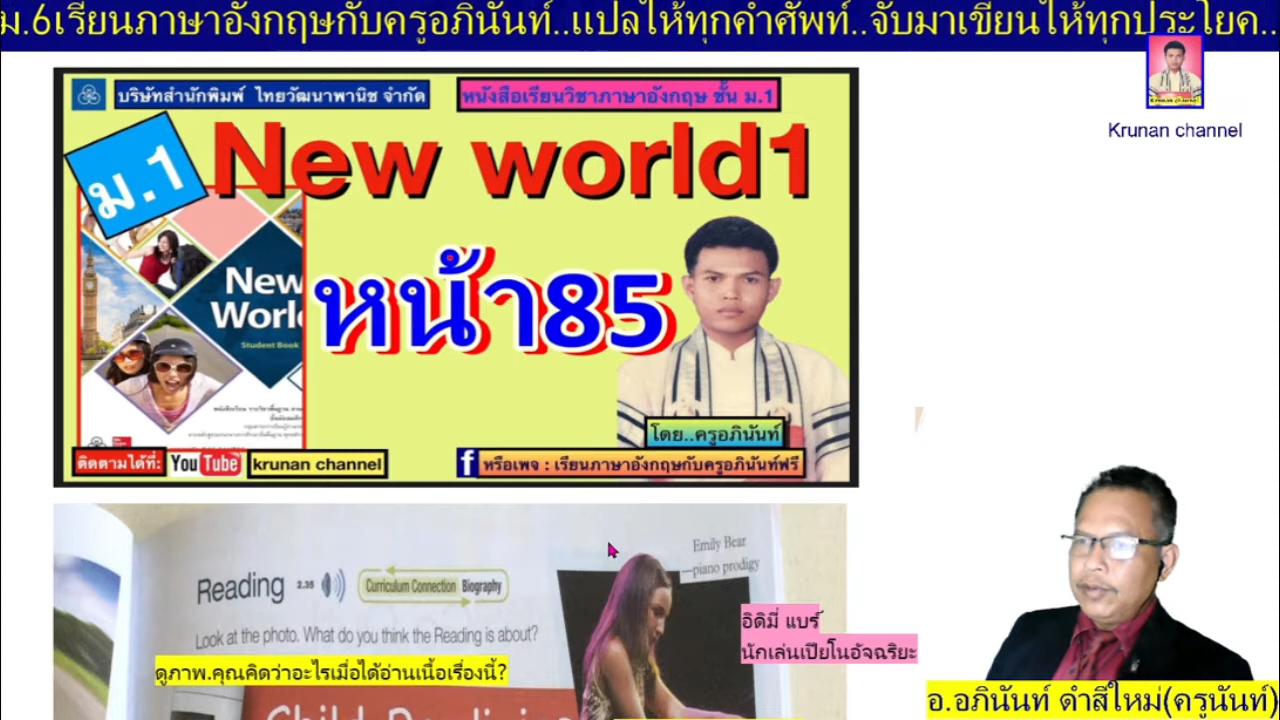 ม.6เรียนภาษาอังกฤษกับครูอภินันท์..แปลให้ทุกคำศัพท์..จับมาเขียนให้ทุกประโยค..
Krunan channel
บริษัทสำนักพิมพ์ ไทยวัฒนาพานิช จำกัด
หนังสือเรียนวิชาภาษาอังกฤษ ชั้น ม.1
ม.1
New world1
New
Worl
Student Book
หน้า85
โดย..ครูอภินันท์
ติดตามได้ที่:
YouTube
krunan channel
f หรือเพจ : เรียนภาษาอังกฤษกับครูอภินันท์ฟรี
Emily Bear
—piano prodigy
Reading 2.35
Curriculum Connection Biography
Look at the photo. What do you think the Reading is about?
ดูภาพ.คุณคิดว่าอะไรเมื่อได้อ่านเนื้อเรื่องนี้?
อิดิมี่ แบร์
นักเล่นเปียโนอัจฉริยะ
อ.อภินันท์ ดำสีใหม่(ครูนันท์)